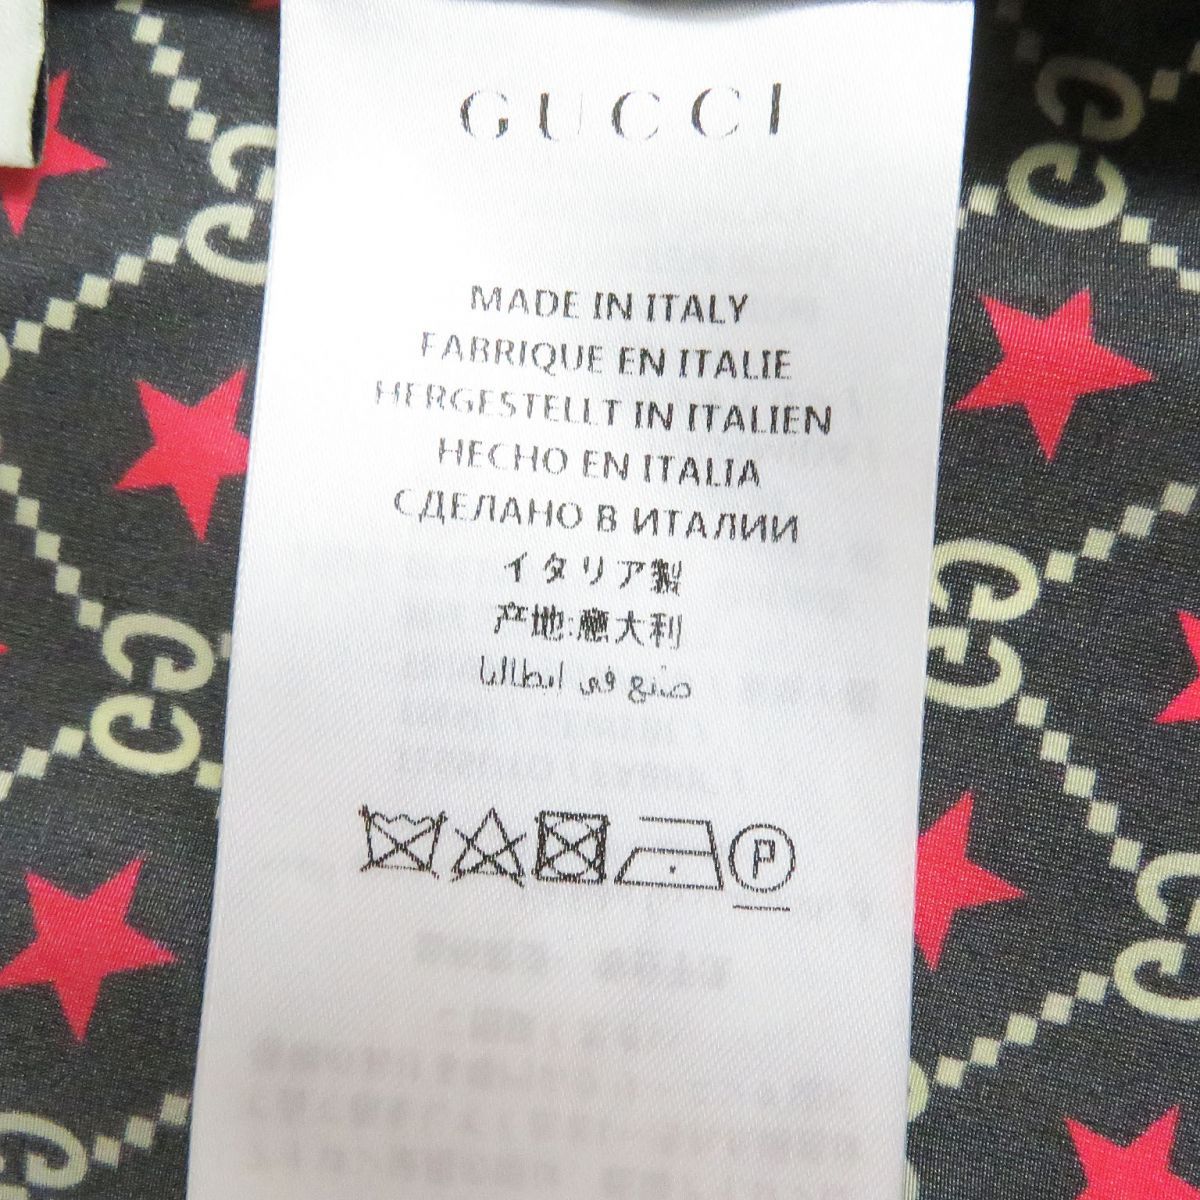 GUCCI
MADE IN ITALY
FABRIQUE EN ITALIE
HERGESTELLT IN ITALIEN
HECHO EN ITALIA
СДЕЛАНО В ИТАЛИИ
イタリア製
产地:意大利
صنع في ايطاليا
P